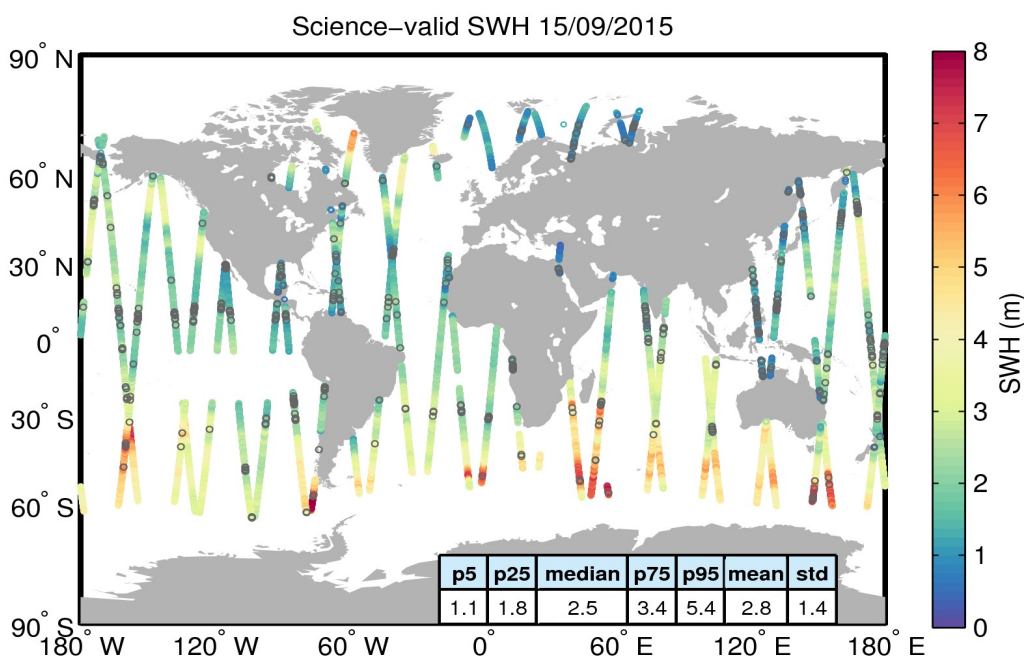 Science−valid SWH 15/09/2015
90° N
60° N
30° N
0°
30° S
60° S
90° S
180° W
120° W
60° W
0°
60° E
120° E
180° E
p5 p25 median p75 p95 mean std
1.1 1.8 2.5 3.4 5.4 2.8 1.4
8
7
6
5
4
3
2
1
0
SWH (m)